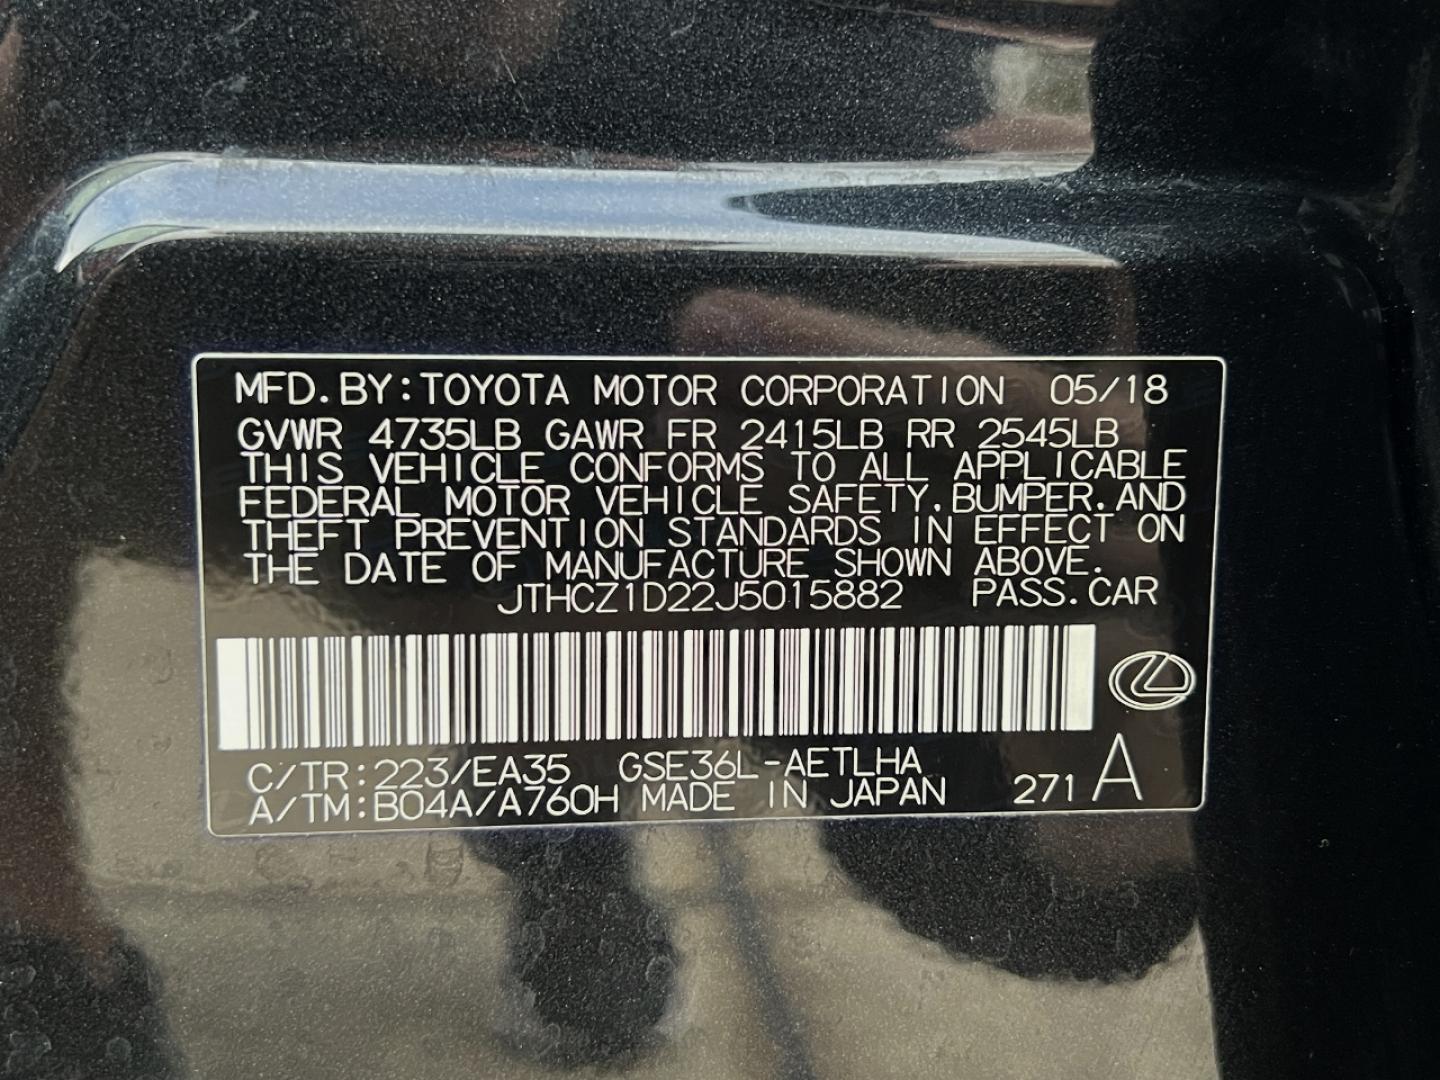 MFD.BY:TOYOTA MOTOR CORPORATION 05/18
GVWR 4735LB GAWR FR 2415LB RR 2545LB
THIS VEHICLE CONFORMS TO ALL APPLICABLE
FEDERAL MOTOR VEHICLE SAFETY,BUMPER,AND
THEFT PREVENTION STANDARDS IN EFFECT ON
THE DATE OF MANUFACTURE SHOWN ABOVE.
JTHCZ1D22J5015882 PASS.CAR
C/TR:223/EA35 GSE36L-AETLHA
A/TM:B04A/A760H MADE IN JAPAN 271 A